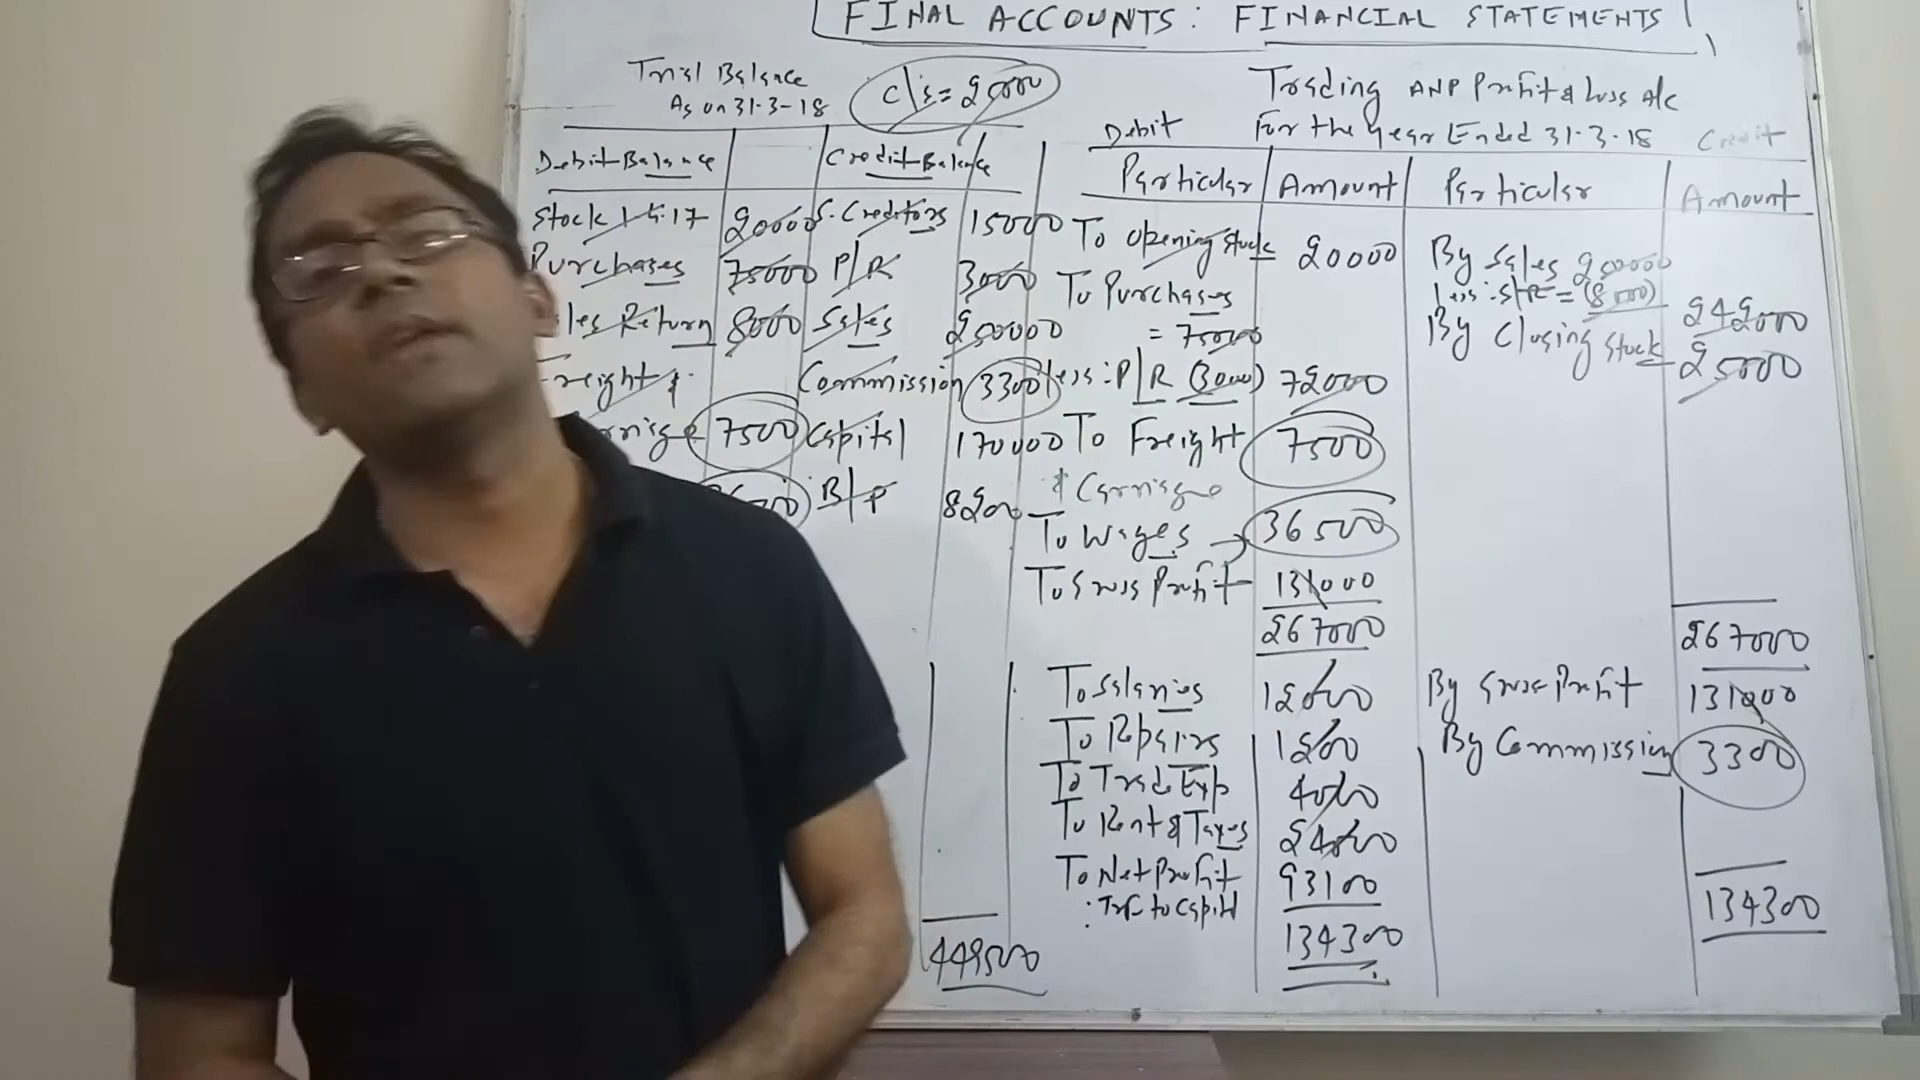 FINAL ACCOUNTS: FINANCIAL STATEMENTS
Trial Balance
As on 31-3-18
C/s = 25000
Debit Balance Credit Balance
Stock 1.4.17 20000 S. Creditors 15000
Purchases 75000 P/R 3000
les Return 8000 Sales 250000
Freight & Commission 3300
rriage 7500 Capital 170000
B/P 8200
449500
Trading AND Profit & Loss A/c
Debit For the Year Ended 31-3-18 Credit
Particular Amount Particular Amount
To Opening Stock 20000 By Sales 250000
To Purchases Less: S/R = (8000) 242000
= 75000 By Closing Stock 25000
less: P/R (3000) 72000
To Freight 7500
& Carriage
To Wages → 36500
To Gross Profit 131000
267000 267000
To Salaries 12000 By Gross Profit 131000
To Repairs 1200 By Commission 3300
To Trade Exp 4000
To Rent & Taxes 24000
To Net Profit 93100
: Trf to Capital
134300 134300